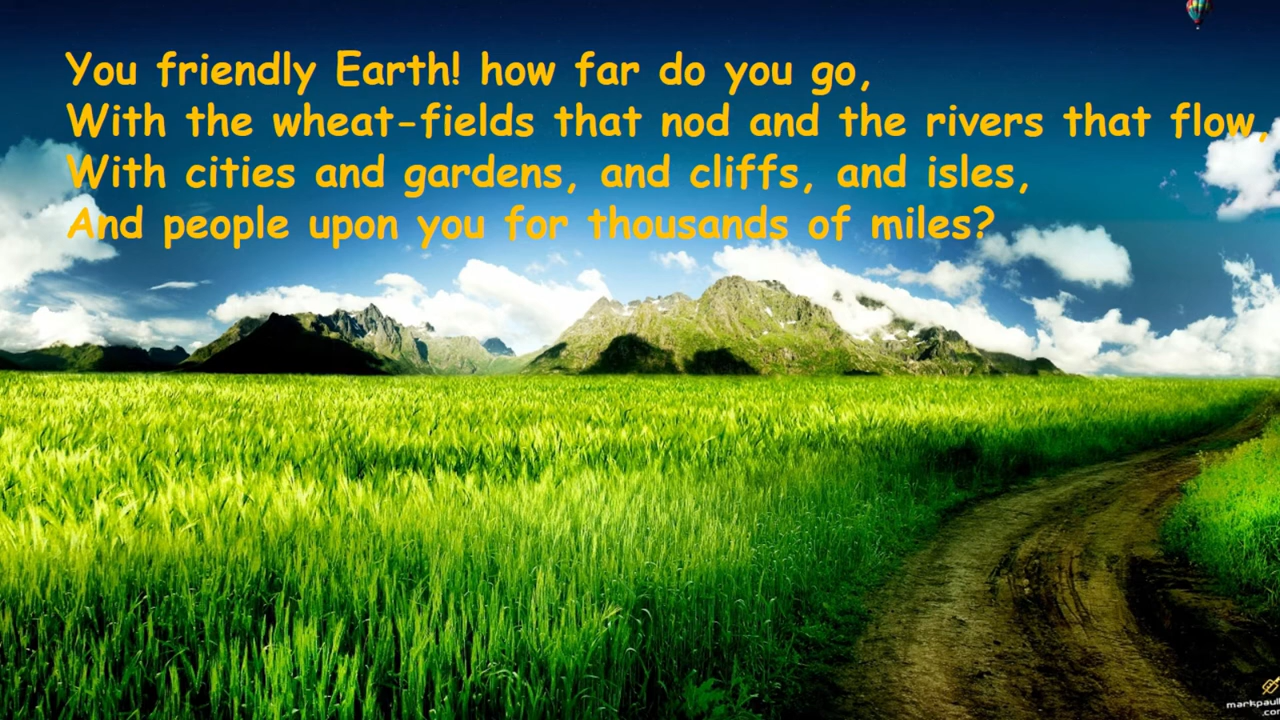 You friendly Earth! how far do you go,
With the wheat-fields that nod and the rivers that flow,
With cities and gardens, and cliffs, and isles,
And people upon you for thousands of miles?